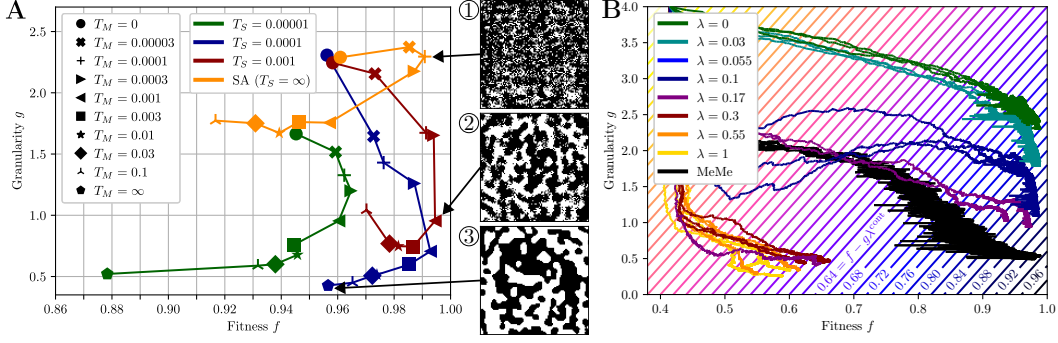 A
Granularity g
2.5
2.0
1.5
1.0
0.5
T_M = 0
T_M = 0.00003
T_M = 0.0001
T_M = 0.0003
T_M = 0.001
T_M = 0.003
T_M = 0.01
T_M = 0.03
T_M = 0.1
T_M = ∞
T_S = 0.00001
T_S = 0.0001
T_S = 0.001
SA (T_S = ∞)
0.86 0.88 0.90 0.92 0.94 0.96 0.98 1.00
Fitness f
①
②
③
B
Granularity g
4.0
3.5
3.0
2.5
2.0
1.5
1.0
0.5
0.0
λ = 0
λ = 0.03
λ = 0.055
λ = 0.1
λ = 0.17
λ = 0.3
λ = 0.55
λ = 1
MeMe
0.64 = f − gλ^cont
0.68
0.72
0.76
0.80
0.84
0.88
0.92
0.96
0.4 0.5 0.6 0.7 0.8 0.9 1.0
Fitness f